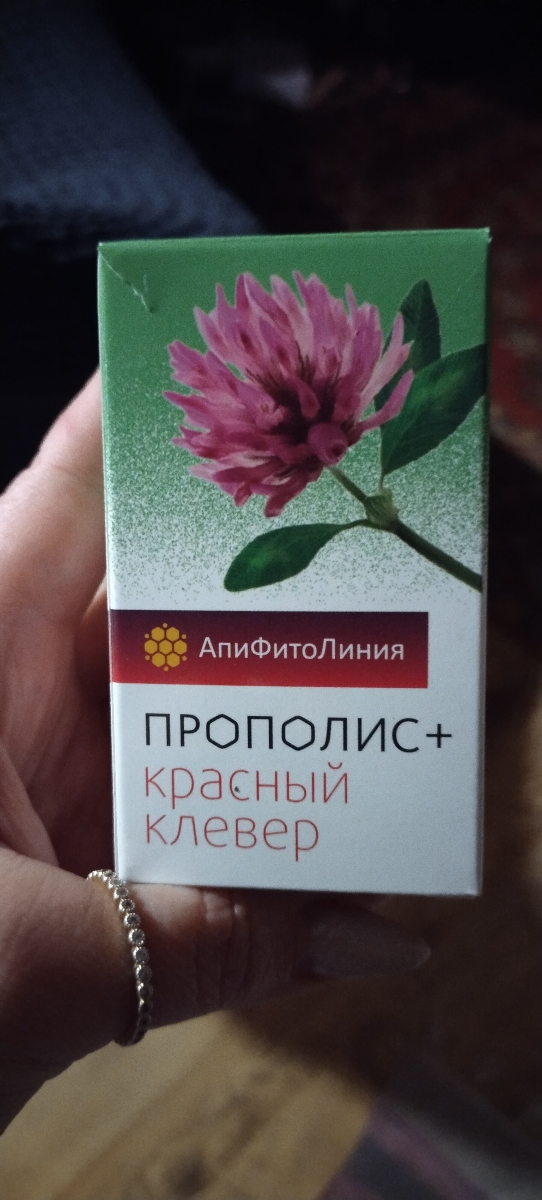 АпиФитоЛиния
ПРОПОЛИС+
красный
клевер